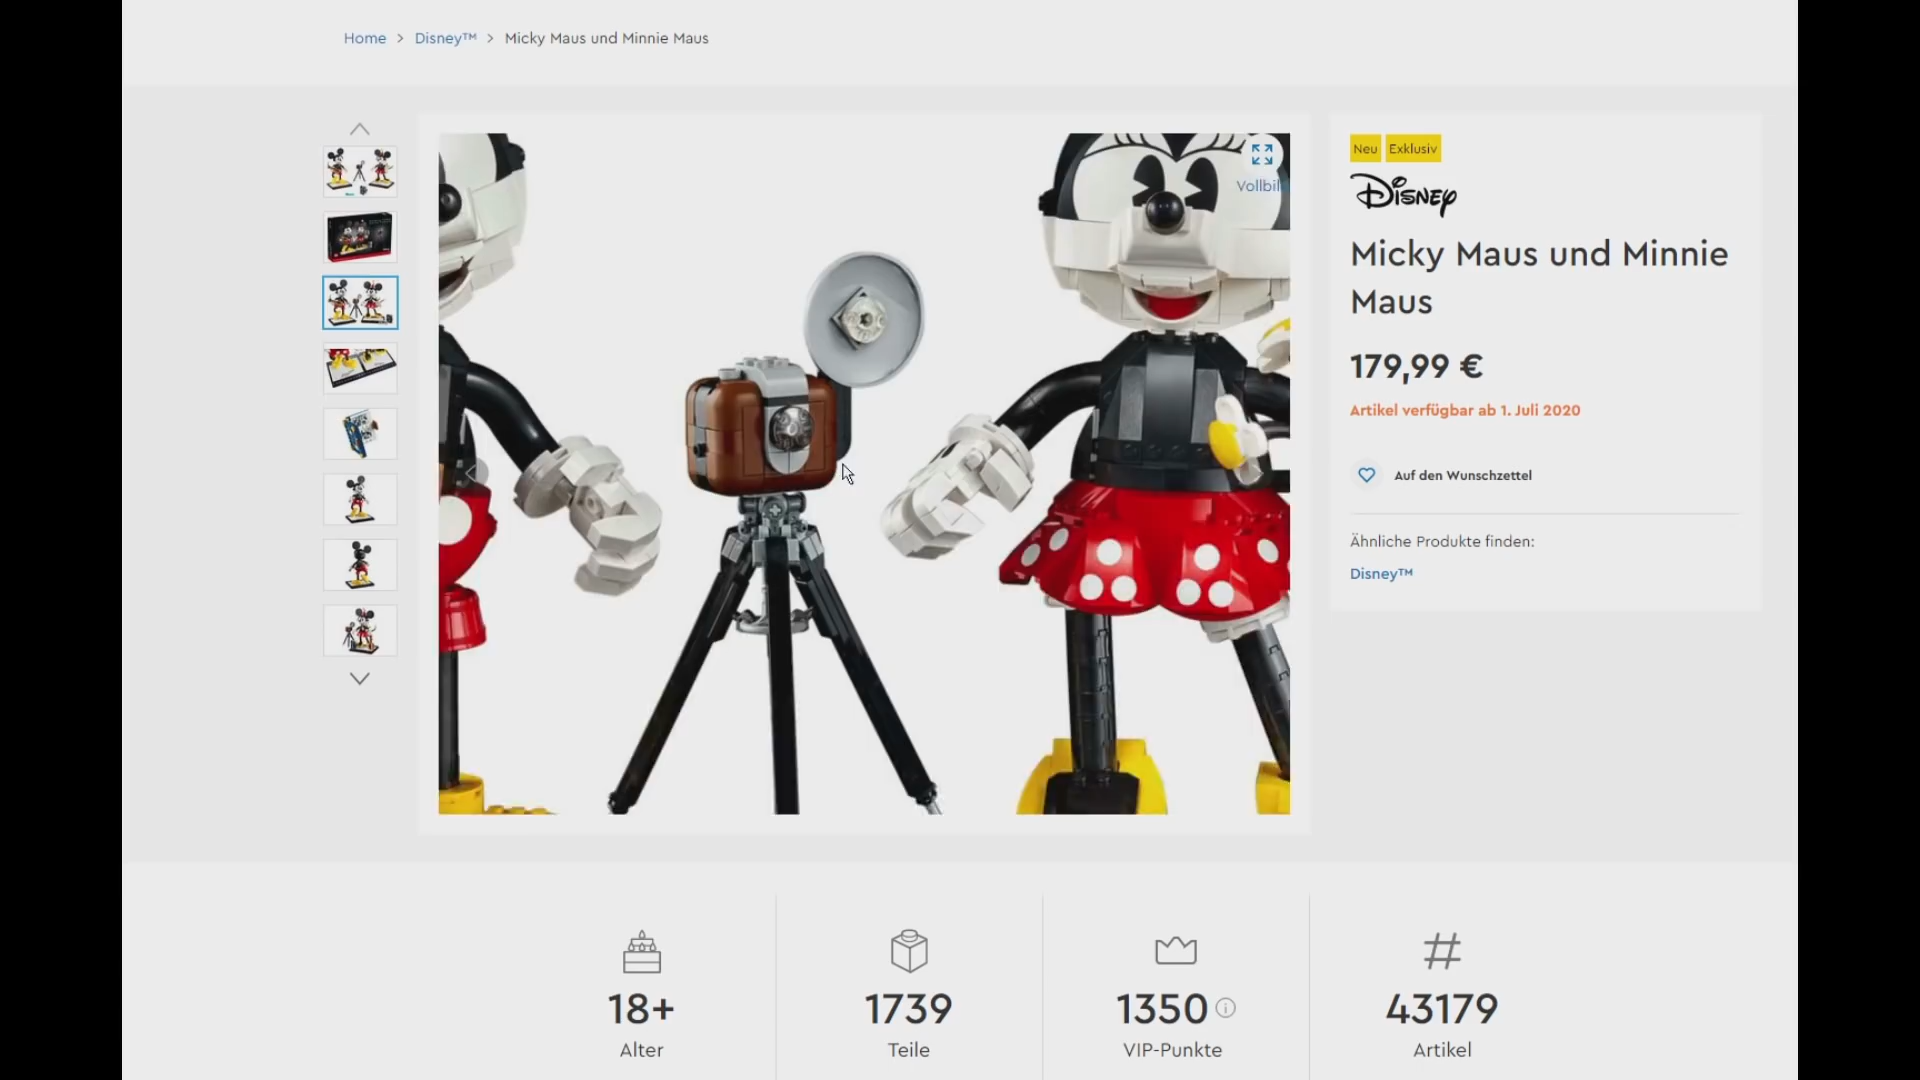 Home > Disney™ > Micky Maus und Minnie Maus
Vollbil
Neu Exklusiv
Disney
Micky Maus und Minnie
Maus
179,99 €
Artikel verfügbar ab 1. Juli 2020
Auf den Wunschzettel
Ähnliche Produkte finden:
Disney™
18+
Alter
1739
Teile
1350
VIP-Punkte
43179
Artikel